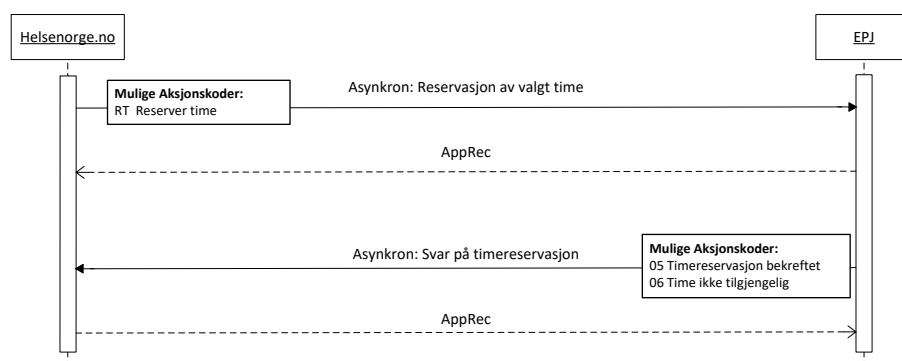 Helsenorge.no
EPJ
Asynkron: Reservasjon av valgt time
Mulige Aksjonskoder:
RT Reserver time
AppRec
Asynkron: Svar på timereservasjon
Mulige Aksjonskoder:
05 Timereservasjon bekreftet
06 Time ikke tilgjengelig
AppRec